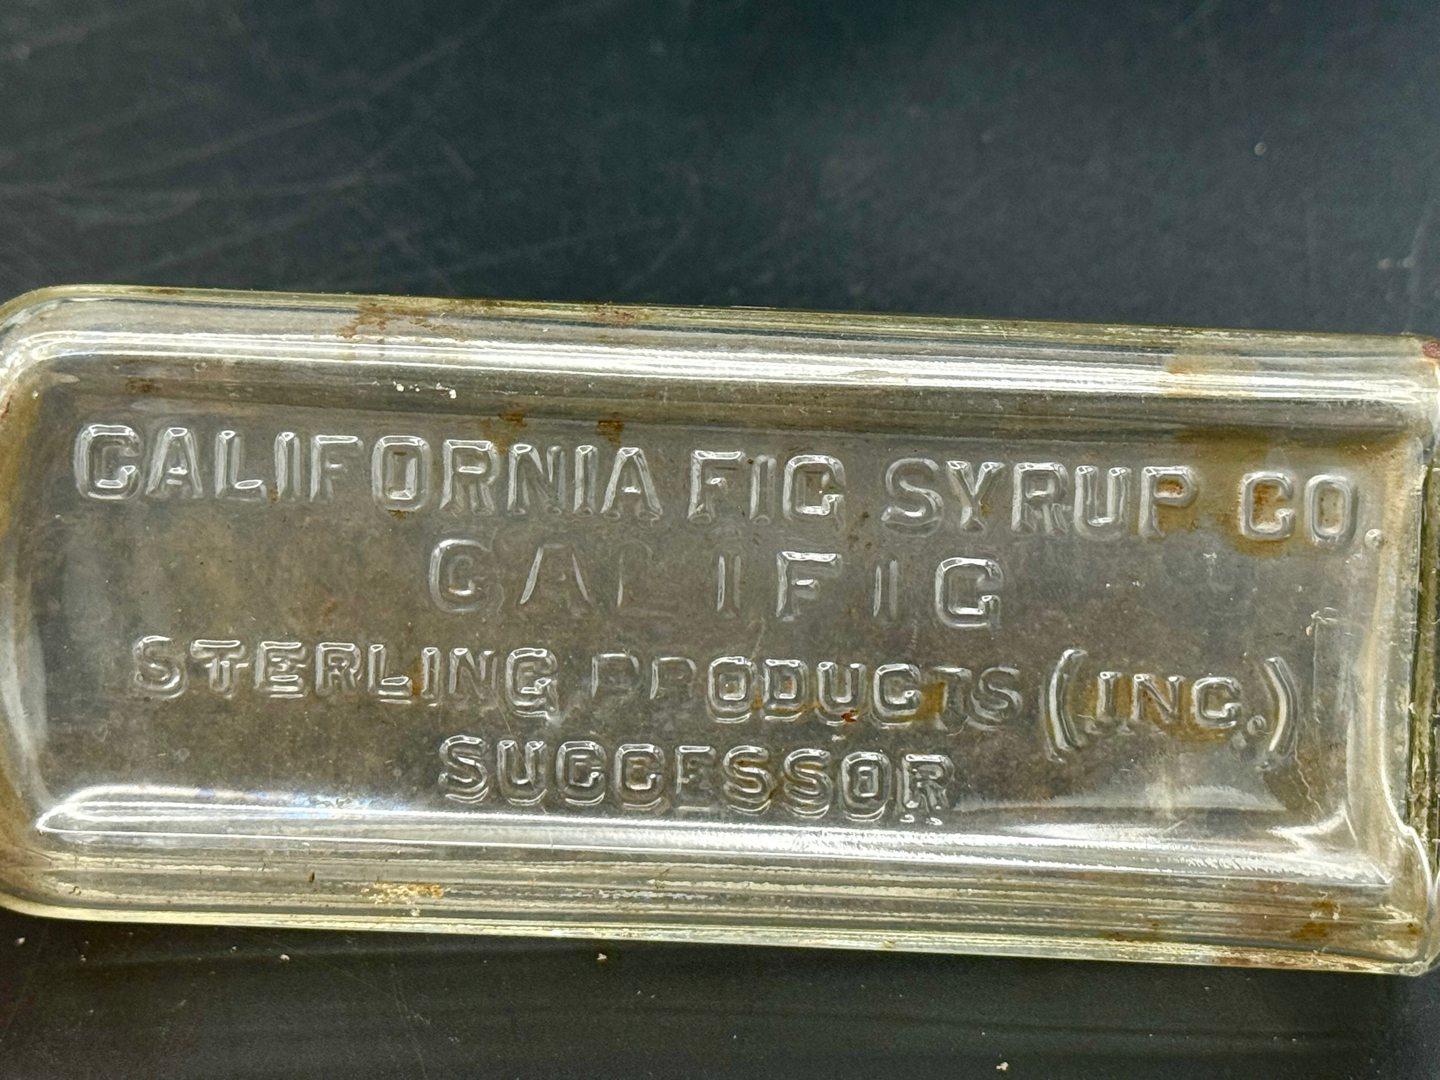 CALIFORNIA FIG SYRUP CO.
CALIFIG
STERLING PRODUCTS (INC.)
SUCCESSOR